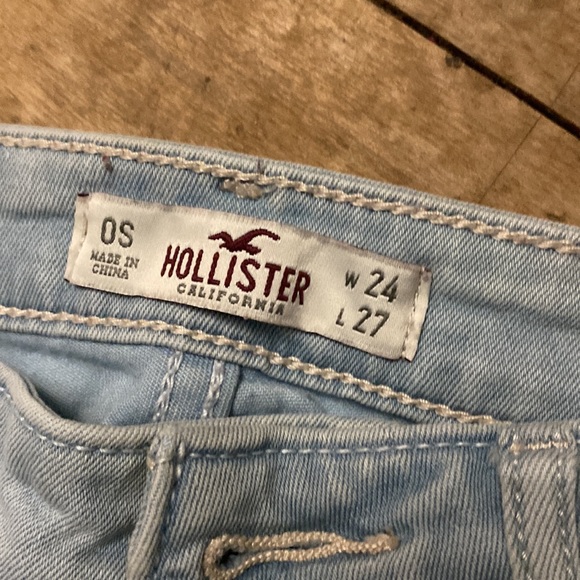 0S
MADE IN
CHINA
HOLLISTER
CALIFORNIA
W 24
L 27